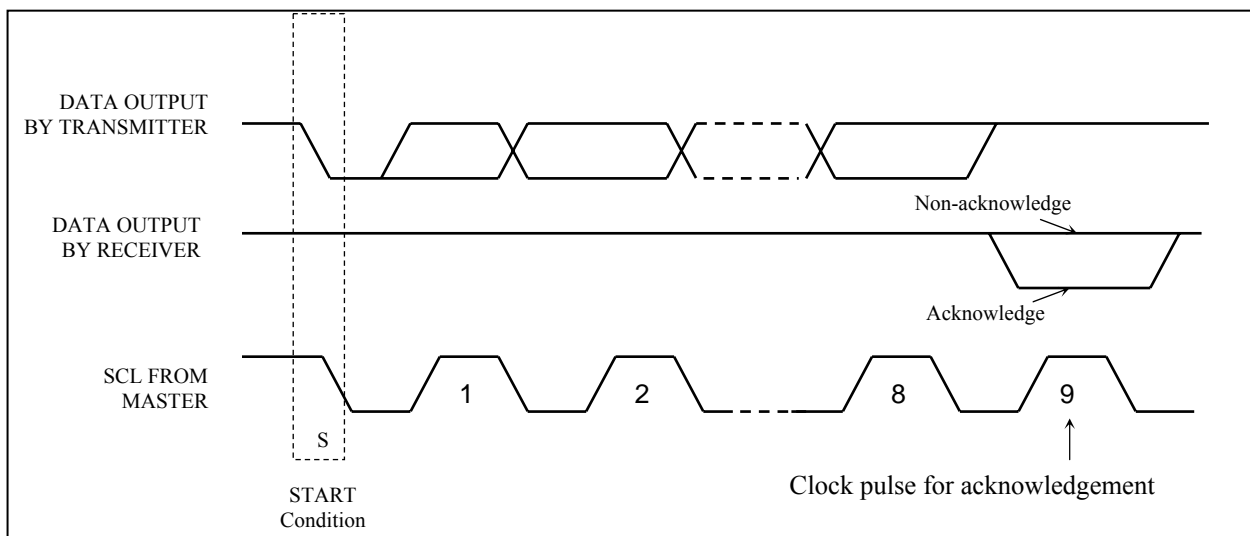 DATA OUTPUT
BY TRANSMITTER
Non-acknowledge
DATA OUTPUT
BY RECEIVER
Acknowledge
SCL FROM
MASTER
1
2
8
9
S
START
Condition
Clock pulse for acknowledgement